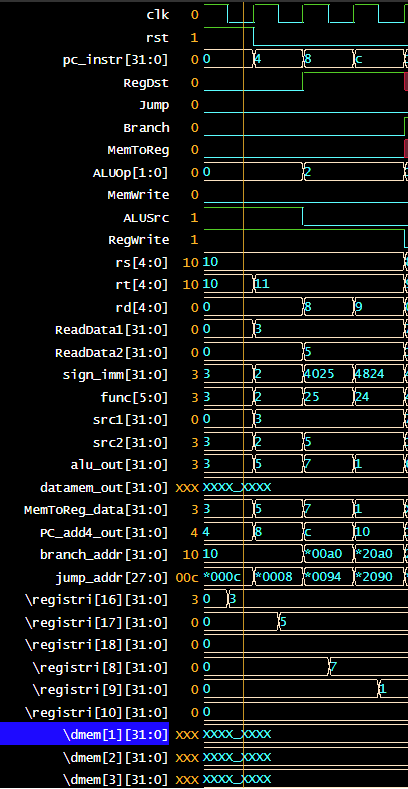 clk 0
rst 1
pc_instr[31:0] 0 0 4 8 c
RegDst 0
Jump 0
Branch 0
MemToReg 0
ALUOp[1:0] 0 0 2
MemWrite 0
ALUSrc 1
RegWrite 1
rs[4:0] 10 10
rt[4:0] 10 10 11
rd[4:0] 0 0 8 9
ReadData1[31:0] 0 0 3
ReadData2[31:0] 0 0 5
sign_imm[31:0] 3 3 2 4025 4824
func[5:0] 3 3 2 25 24
src1[31:0] 0 0 3
src2[31:0] 3 3 2 5
alu_out[31:0] 3 3 5 7 1
datamem_out[31:0] xxx XXXX_XXXX
MemToReg_data[31:0] 3 3 5 7 1
PC_add4_out[31:0] 4 4 8 c 10
branch_addr[31:0] 10 10 *00a0 *20a0
jump_addr[27:0] 00c *000c *0008 *0094 *2090
\registri[16][31:0] 3 0 3
\registri[17][31:0] 0 0 5
\registri[18][31:0] 0 0
\registri[8][31:0] 0 0 7
\registri[9][31:0] 0 0 1
\registri[10][31:0] 0 0
\dmem[1][31:0] xxx XXXX_XXXX
\dmem[2][31:0] xxx XXXX_XXXX
\dmem[3][31:0] xxx XXXX_XXXX